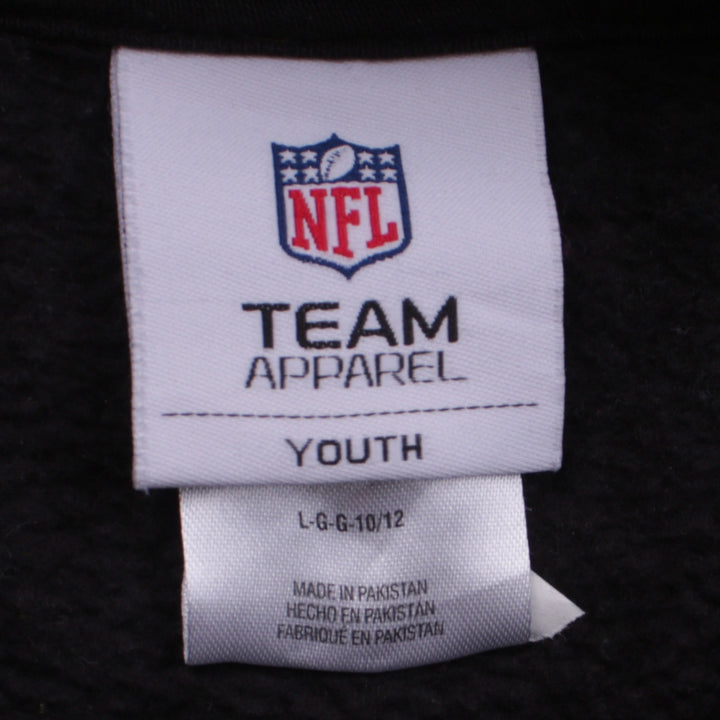 NFL
TEAM
APPAREL
YOUTH
L-G-G-10/12
MADE IN PAKISTAN
HECHO EN PAKISTAN
FABRIQUÉ EN PAKISTAN